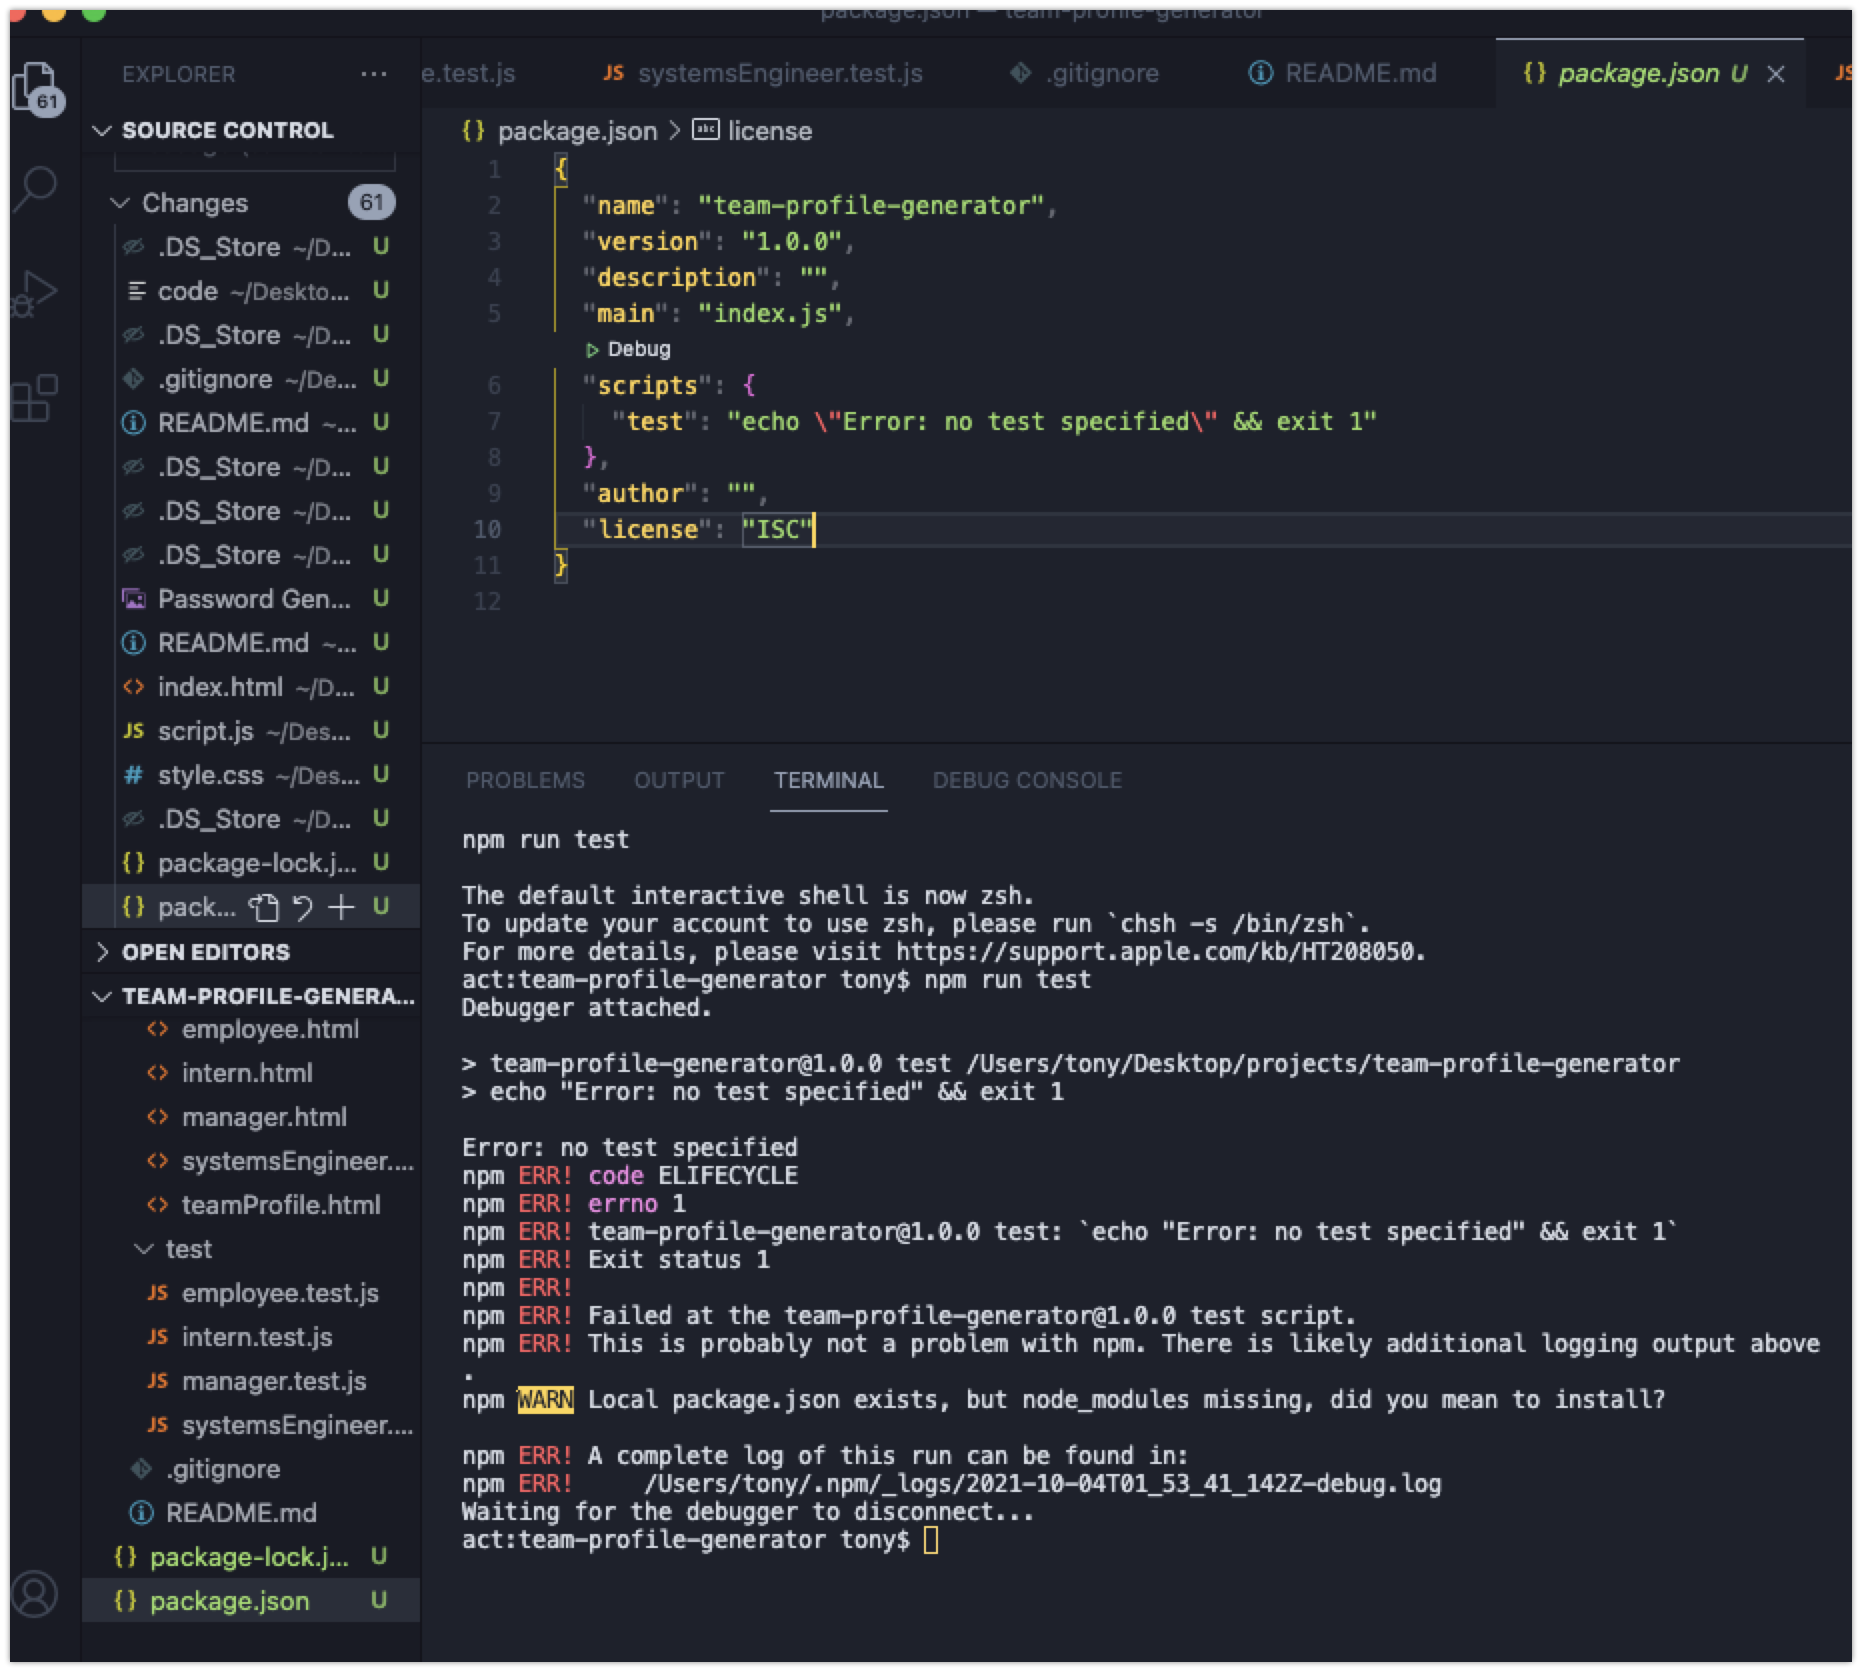 package.json — team-profile-generator
EXPLORER ...
e.test.js
JS systemsEngineer.test.js
.gitignore
README.md
{} package.json U
JS
61
SOURCE CONTROL
{} package.json > abc license
Changes 61
.DS_Store ~/D... U
code ~/Deskto... U
.DS_Store ~/D... U
.gitignore ~/De... U
README.md ~... U
.DS_Store ~/D... U
.DS_Store ~/D... U
.DS_Store ~/D... U
Password Gen... U
README.md ~... U
index.html ~/D... U
JS script.js ~/Des... U
# style.css ~/Des... U
.DS_Store ~/D... U
{} package-lock.j... U
{} pack... U
OPEN EDITORS
TEAM-PROFILE-GENERA...
employee.html
intern.html
manager.html
systemsEngineer....
teamProfile.html
test
JS employee.test.js
JS intern.test.js
JS manager.test.js
JS systemsEngineer....
.gitignore
README.md
{} package-lock.j... U
{} package.json U
1 {
2 "name": "team-profile-generator",
3 "version": "1.0.0",
4 "description": "",
5 "main": "index.js",
Debug
6 "scripts": {
7 "test": "echo \"Error: no test specified\" && exit 1"
8 },
9 "author": "",
10 "license": "ISC"
11 }
12
PROBLEMS OUTPUT TERMINAL DEBUG CONSOLE
npm run test
The default interactive shell is now zsh.
To update your account to use zsh, please run `chsh -s /bin/zsh`.
For more details, please visit https://support.apple.com/kb/HT208050.
act:team-profile-generator tony$ npm run test
Debugger attached.
> team-profile-generator@1.0.0 test /Users/tony/Desktop/projects/team-profile-generator
> echo "Error: no test specified" && exit 1
Error: no test specified
npm ERR! code ELIFECYCLE
npm ERR! errno 1
npm ERR! team-profile-generator@1.0.0 test: `echo "Error: no test specified" && exit 1`
npm ERR! Exit status 1
npm ERR!
npm ERR! Failed at the team-profile-generator@1.0.0 test script.
npm ERR! This is probably not a problem with npm. There is likely additional logging output above
.
npm WARN Local package.json exists, but node_modules missing, did you mean to install?
npm ERR! A complete log of this run can be found in:
npm ERR!     /Users/tony/.npm/_logs/2021-10-04T01_53_41_142Z-debug.log
Waiting for the debugger to disconnect...
act:team-profile-generator tony$